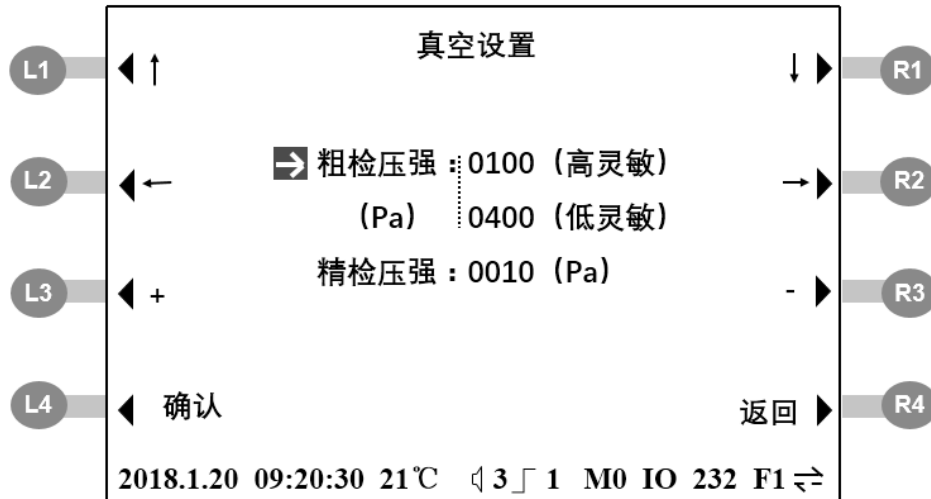 真空设置
L1 ↑ ↓ R1
→ 粗检压强：0100（高灵敏）
L2 ← → R2
（Pa） 0400（低灵敏）
精检压强：0010（Pa）
L3 + - R3
L4 确认 返回 R4
2018.1.20 09:20:30 21℃ 3 1 M0 IO 232 F1 ⇌